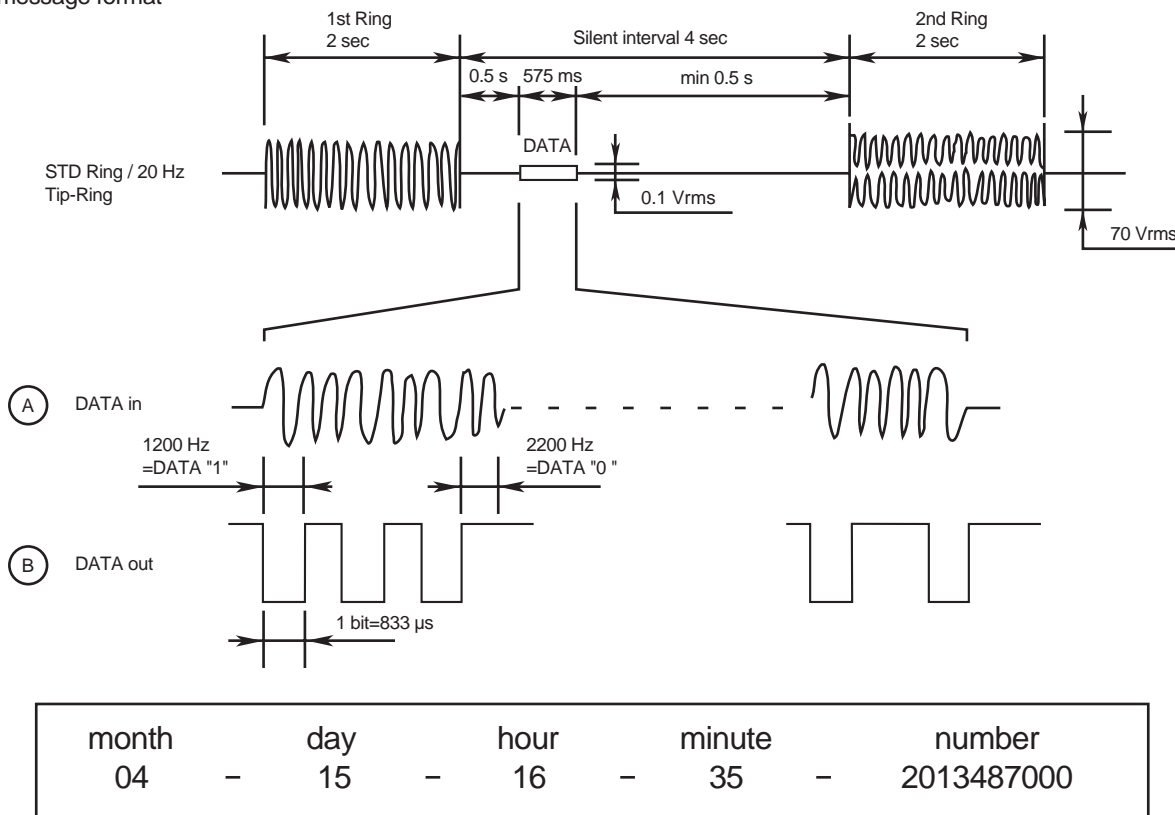 message format
1st Ring
2 sec
Silent interval 4 sec
2nd Ring
2 sec
0.5 s
575 ms
min 0.5 s
DATA
STD Ring / 20 Hz
Tip-Ring
0.1 Vrms
70 Vrms
A
DATA in
1200 Hz
=DATA "1"
2200 Hz
=DATA "0 "
B
DATA out
1 bit=833 µs
month day hour minute number
04 – 15 – 16 – 35 – 2013487000